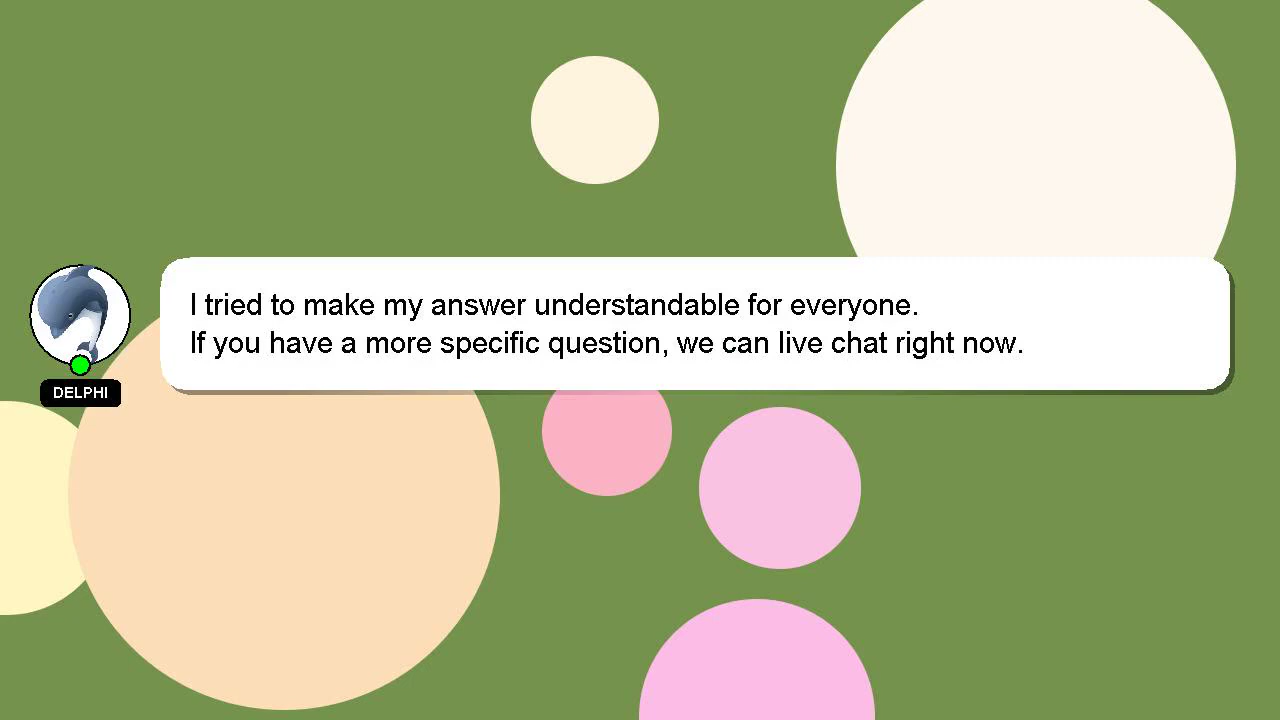 I tried to make my answer understandable for everyone.
If you have a more specific question, we can live chat right now.
DELPHI